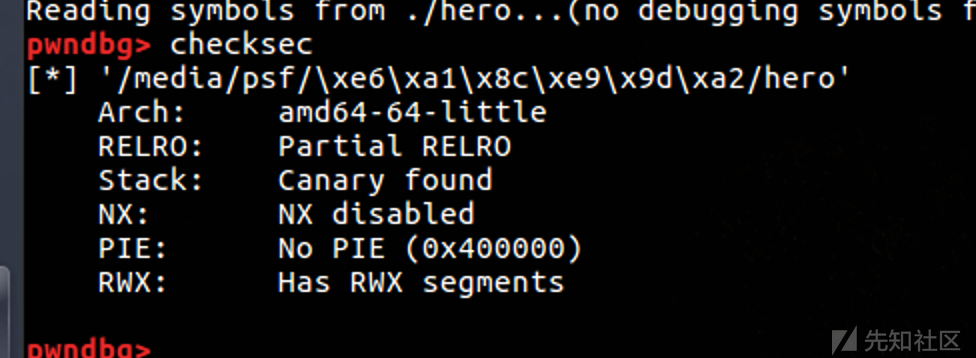 Reading symbols from ./hero...(no debugging symbols f
pwndbg> checksec
[*] '/media/psf/\xe6\xa1\x8c\xe9\x9d\xa2/hero'
Arch: amd64-64-little
RELRO: Partial RELRO
Stack: Canary found
NX: NX disabled
PIE: No PIE (0x400000)
RWX: Has RWX segments
pwndbg>
先知社区